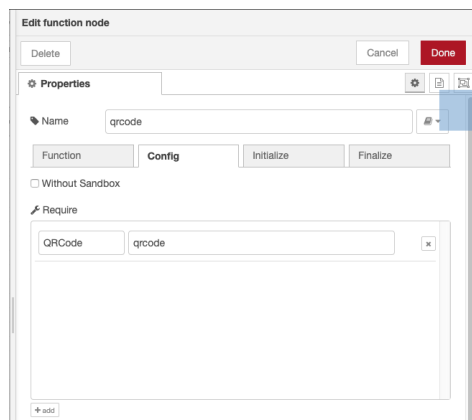 Edit function node
Delete
Cancel
Done
Properties
Name
qrcode
Function
Config
Initialize
Finalize
Without Sandbox
Require
QRCode
qrcode
x
+ add